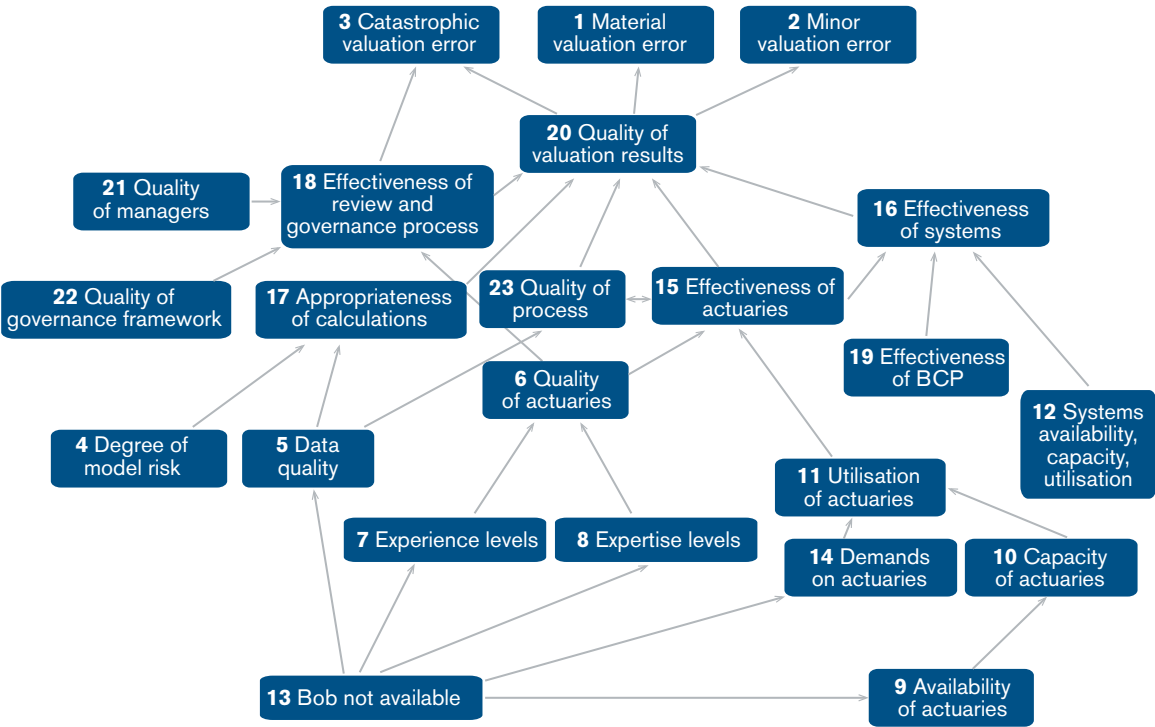 3 Catastrophic
valuation error
1 Material
valuation error
2 Minor
valuation error
20 Quality of
valuation results
21 Quality
of managers
18 Effectiveness of
review and
governance process
16 Effectiveness
of systems
22 Quality of
governance framework
17 Appropriateness
of calculations
23 Quality of
process
15 Effectiveness of
actuaries
19 Effectiveness
of BCP
6 Quality
of actuaries
12 Systems
availability,
capacity,
utilisation
4 Degree of
model risk
5 Data
quality
11 Utilisation
of actuaries
7 Experience levels
8 Expertise levels
14 Demands
on actuaries
10 Capacity
of actuaries
13 Bob not available
9 Availability
of actuaries